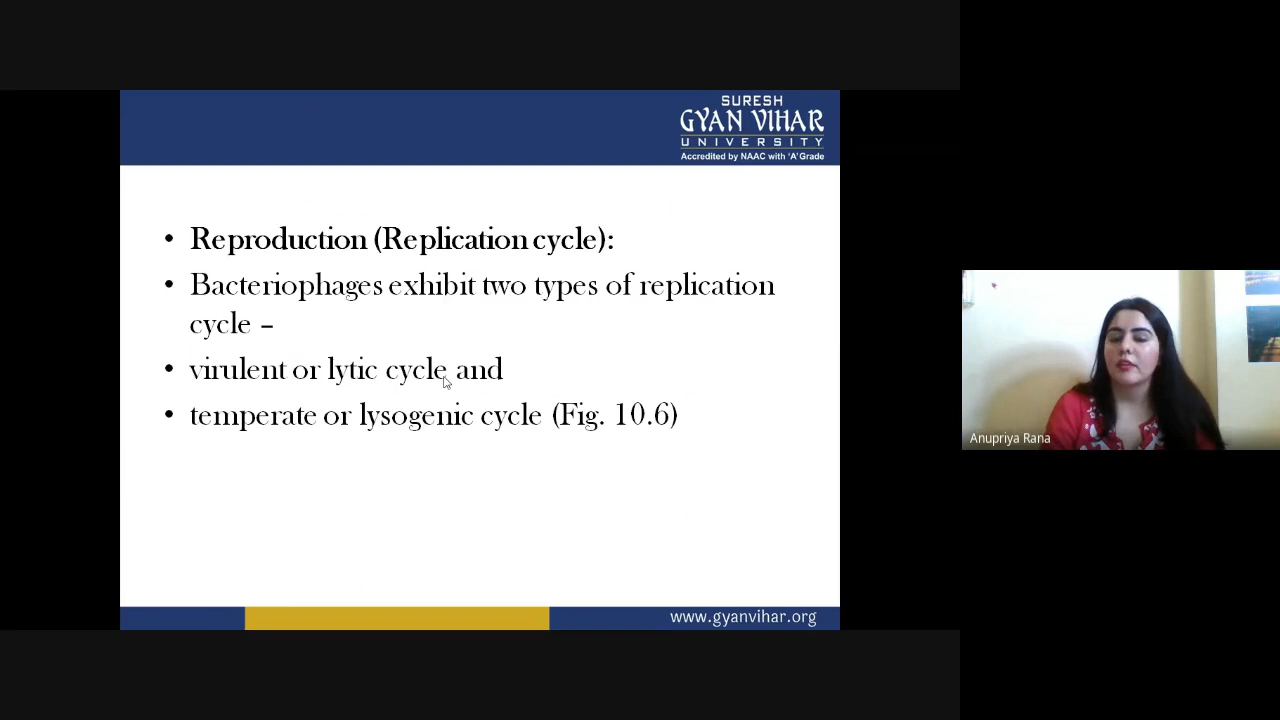 SURESH
GYAN VIHAR
UNIVERSITY
Accredited by NAAC with 'A' Grade
• Reproduction (Replication cycle):
• Bacteriophages exhibit two types of replication
cycle –
• virulent or lytic cycle and
• temperate or lysogenic cycle (Fig. 10.6)
www.gyanvihar.org
Anupriya Rana